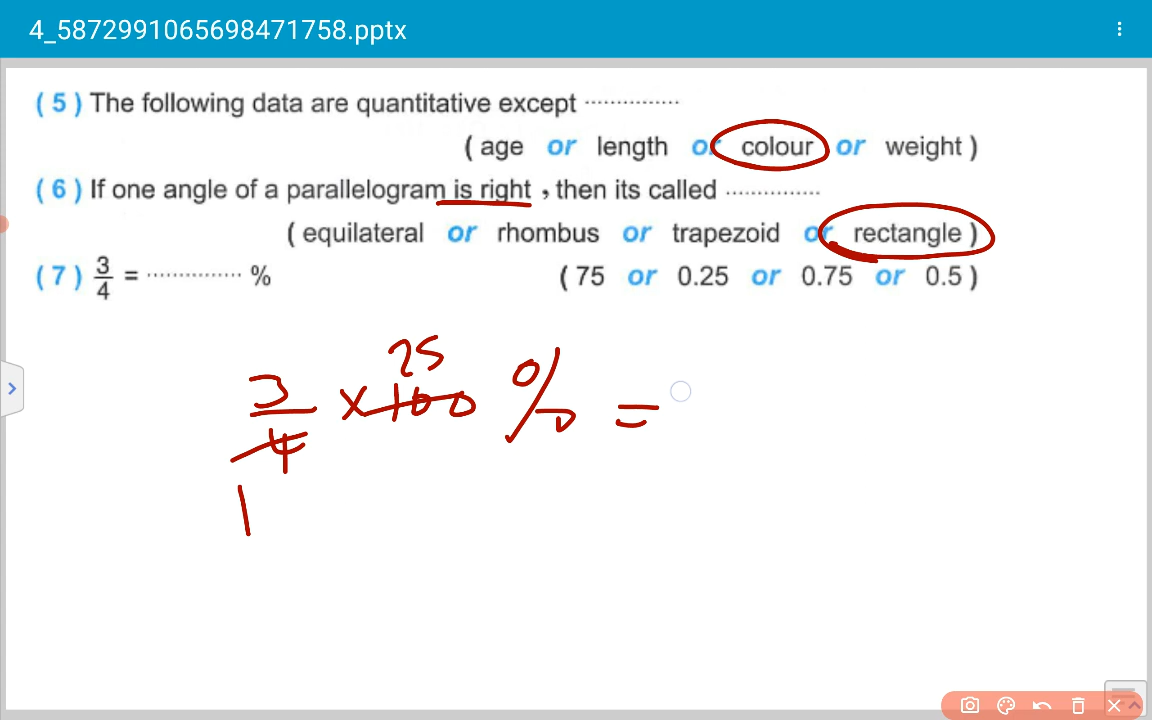 4_5872991065698471758.pptx
( 5 ) The following data are quantitative except ...............
( age or length or colour or weight )
( 6 ) If one angle of a parallelogram is right , then its called ...............
( equilateral or rhombus or trapezoid or rectangle )
( 7 ) 3/4 = ............... % ( 75 or 0.25 or 0.75 or 0.5 )
25
3/4 × 100 % =
1